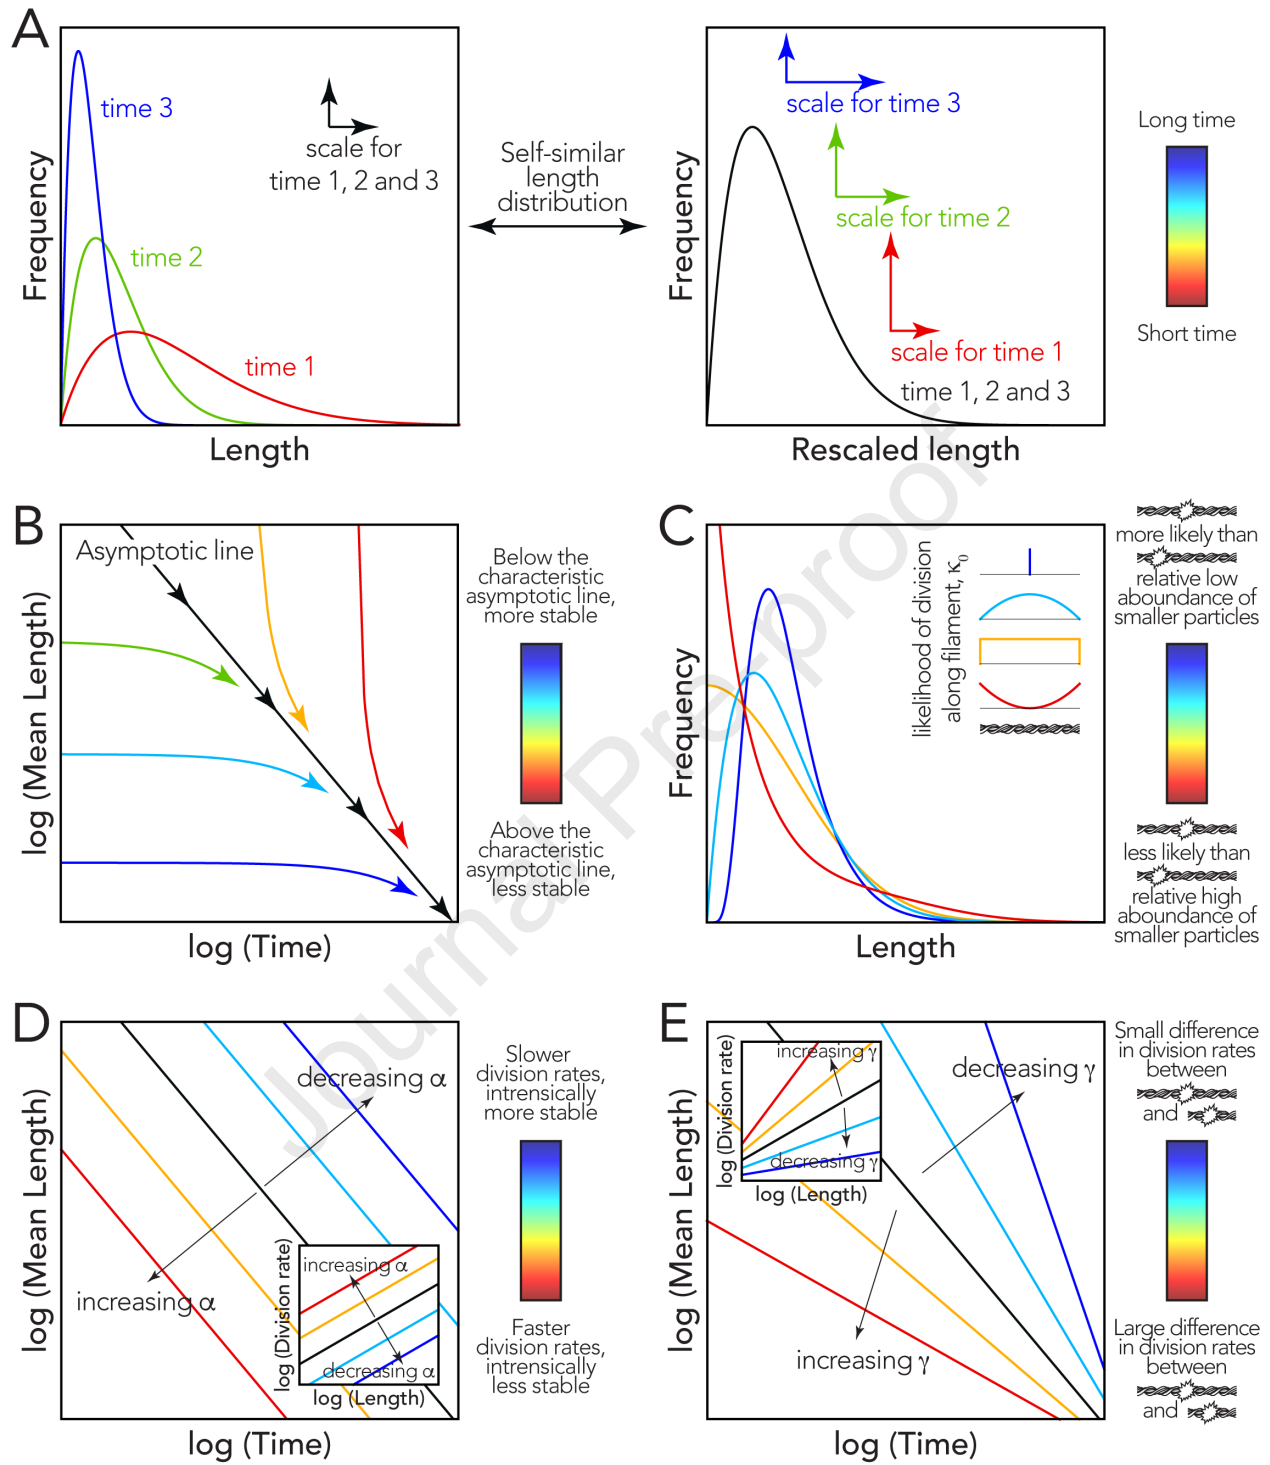 A
Frequency
time 3
time 2
time 1
scale for
time 1, 2 and 3
Length
Self-similar
length
distribution
Frequency
scale for time 3
scale for time 2
scale for time 1
time 1, 2 and 3
Rescaled length
Long time
Short time
B
log (Mean Length)
Asymptotic line
log (Time)
Below the
characteristic
asymptotic line,
more stable
Above the
characteristic
asymptotic line,
less stable
C
Frequency
likelihood of division
along filament, κ0
Length
more likely than
relative low
aboundance of
smaller particles
less likely than
relative high
aboundance of
smaller particles
D
log (Mean Length)
decreasing α
increasing α
log (Division rate)
increasing α
decreasing α
log (Length)
log (Time)
Slower
division rates,
intrensically
more stable
Faster
division rates,
intrensically
less stable
E
log (Mean Length)
log (Division rate)
increasing γ
decreasing γ
log (Length)
decreasing γ
increasing γ
log (Time)
Small difference
in division rates
between
and
Large difference
in division rates
between
and
Journal Pre-proof